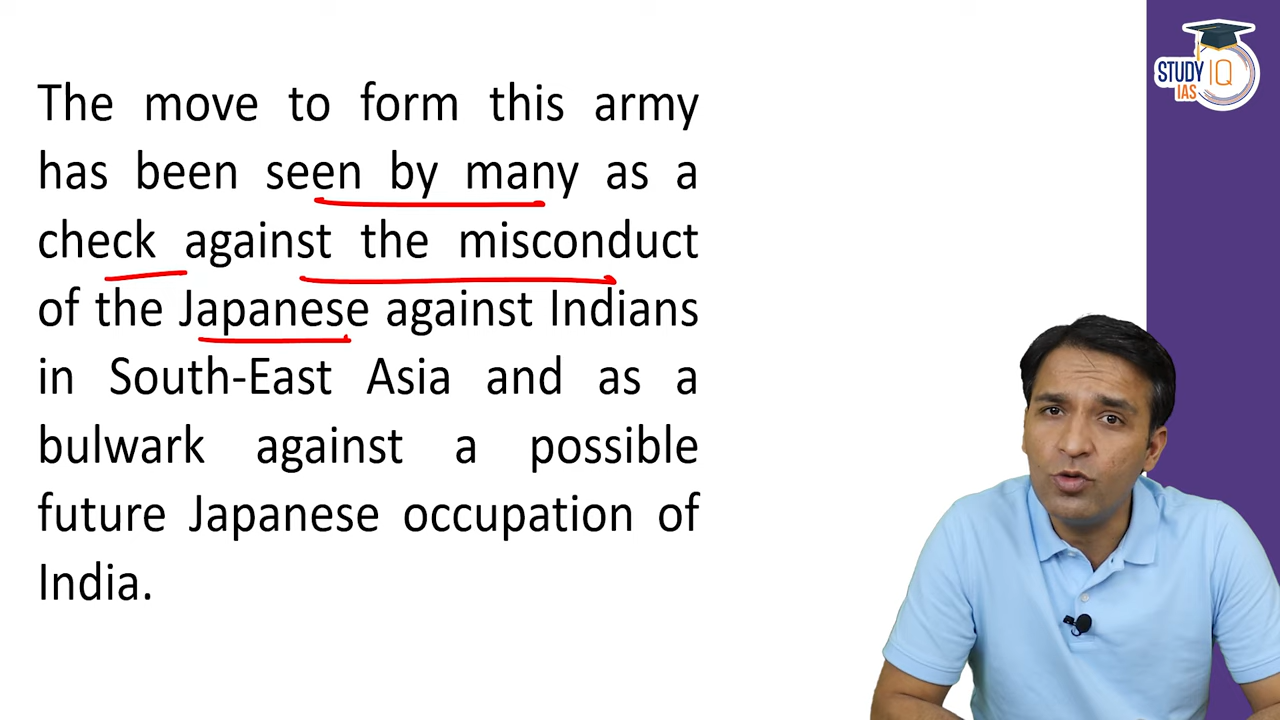 The move to form this army
has been seen by many as a
check against the misconduct
of the Japanese against Indians
in South-East Asia and as a
bulwark against a possible
future Japanese occupation of
India.
STUDY IQ
IAS